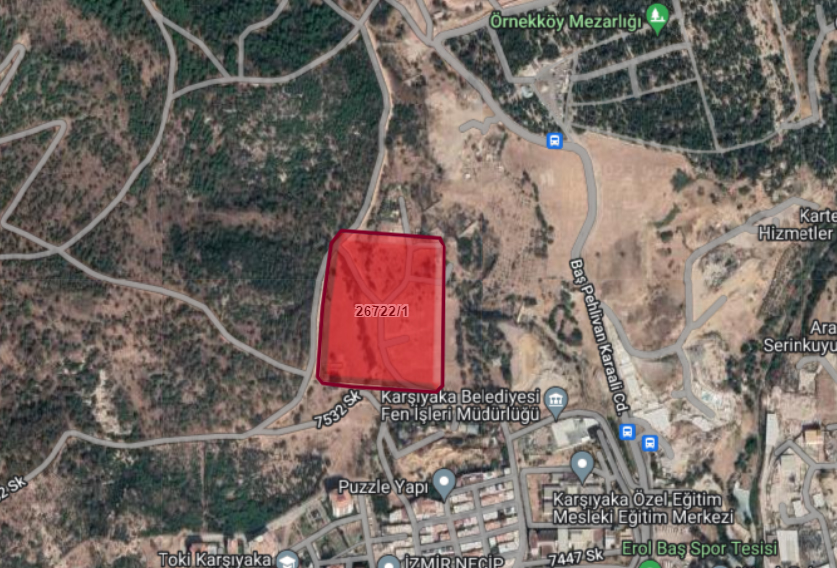 Örnekköy Mezarlığı
Karte
Hizmetler
Baş Pehlivan Karaali Cd.
26722/1
Ara
Serinkuyu
Karşıyaka Belediyesi
Fen İşleri Müdürlüğü
7532 Sk
2 Sk
Puzzle Yapı
Karşıyaka Özel Eğitim
Mesleki Eğitim Merkezi
Erol Baş Spor Tesisi
Toki Karşıyaka
İZMİR NECİP
7447 Sk